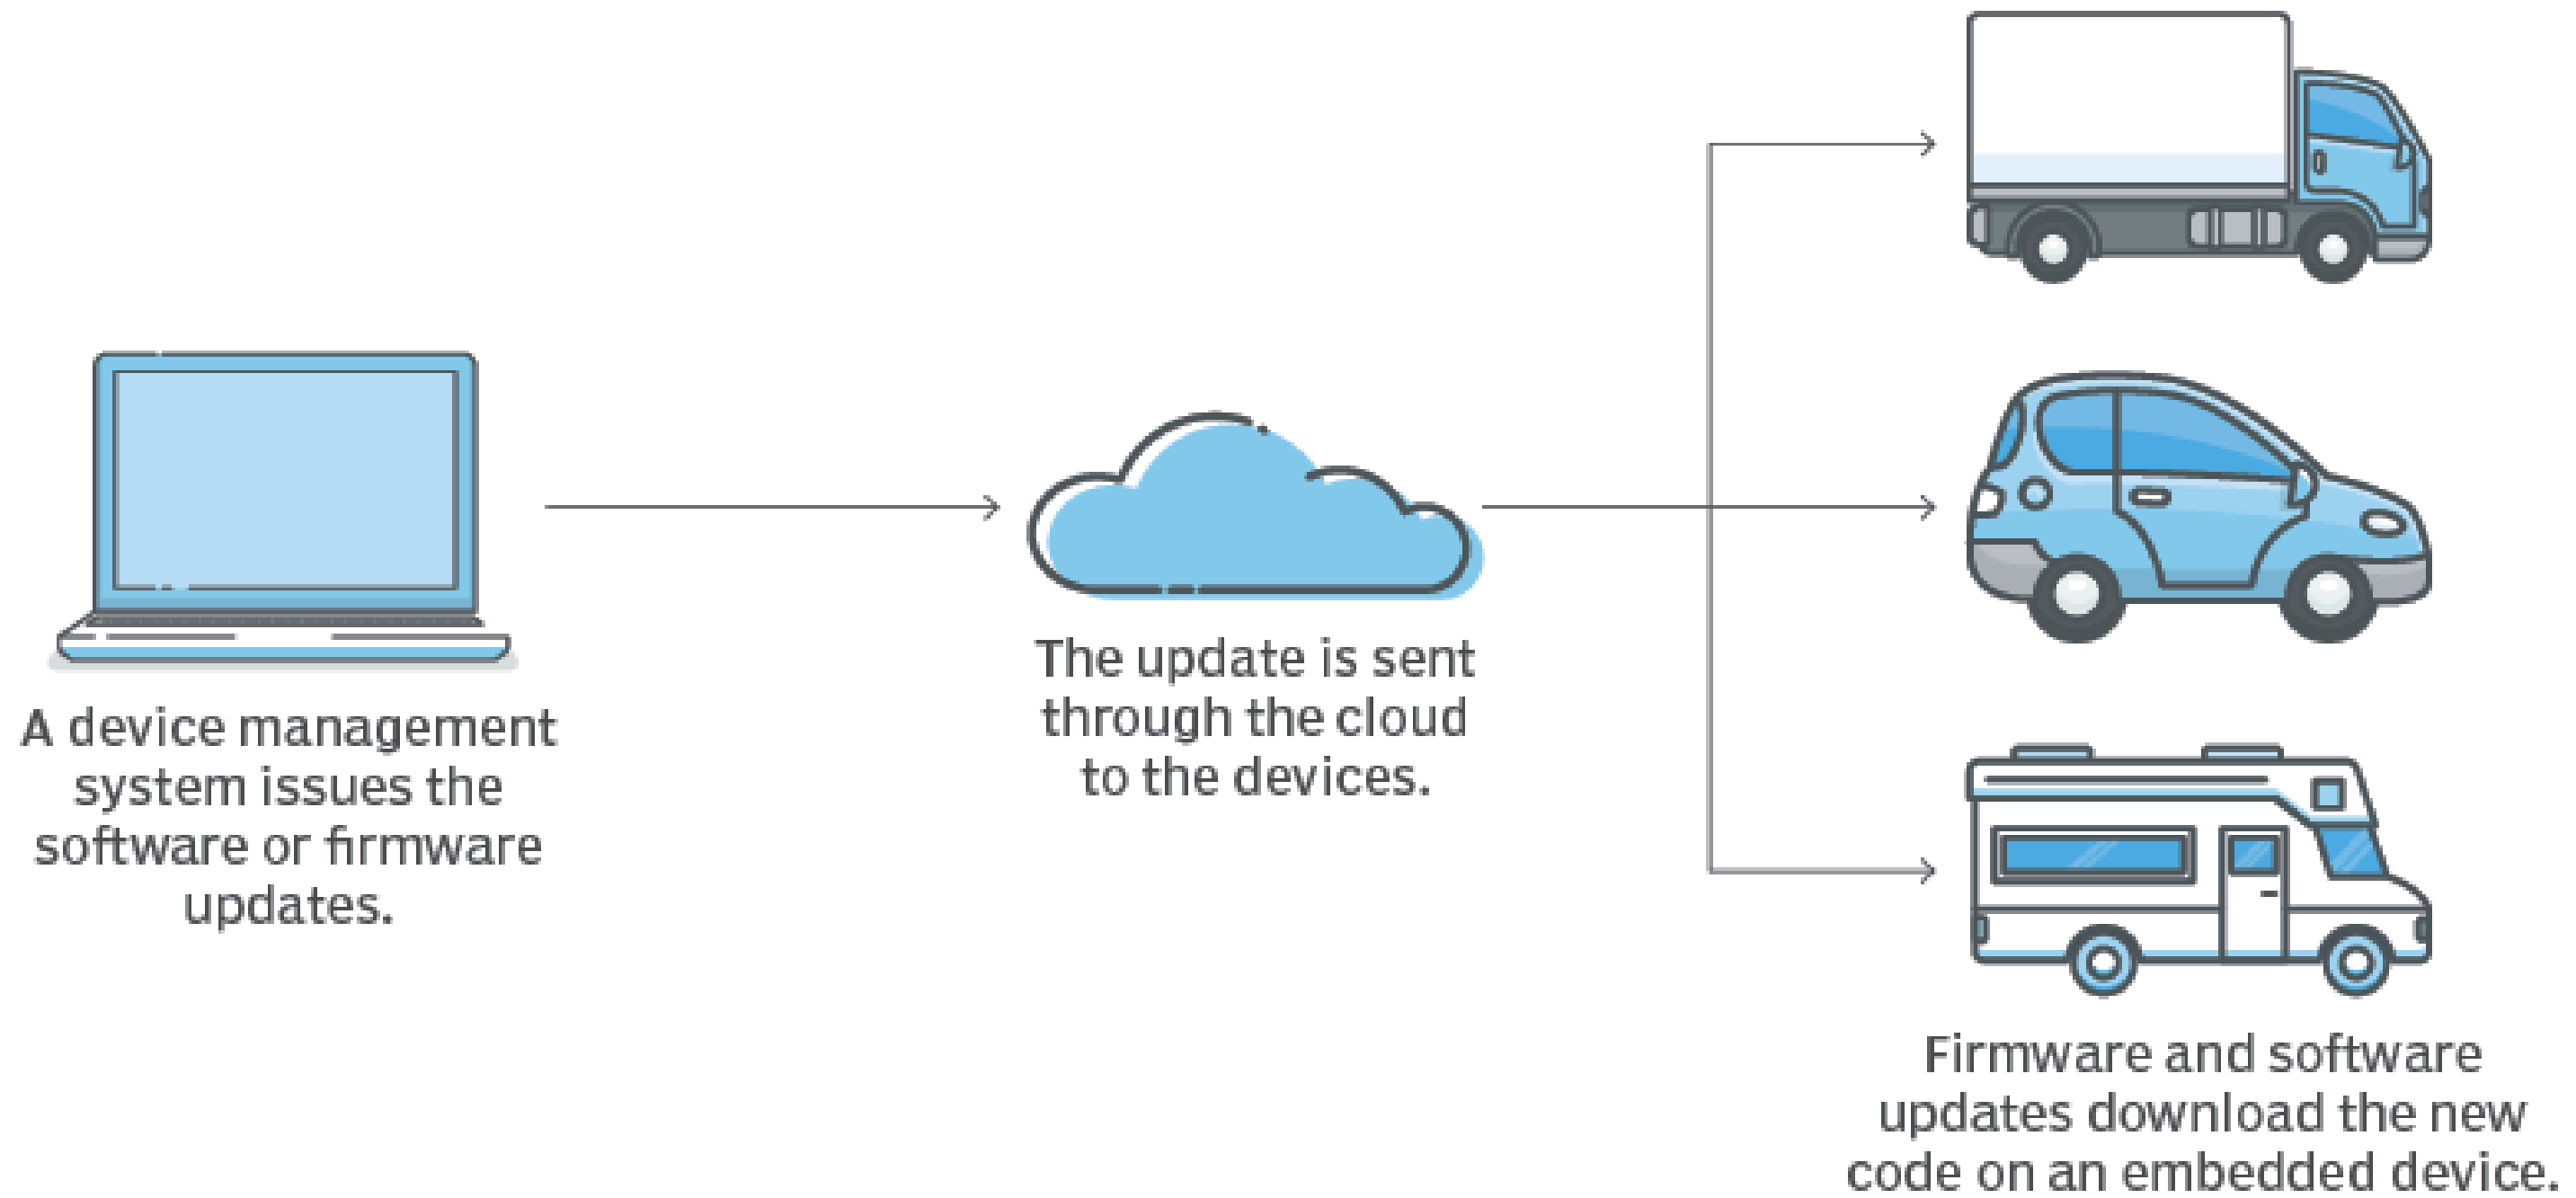 A device management
system issues the
software or firmware
updates.
The update is sent
through the cloud
to the devices.
Firmware and software
updates download the new
code on an embedded device.